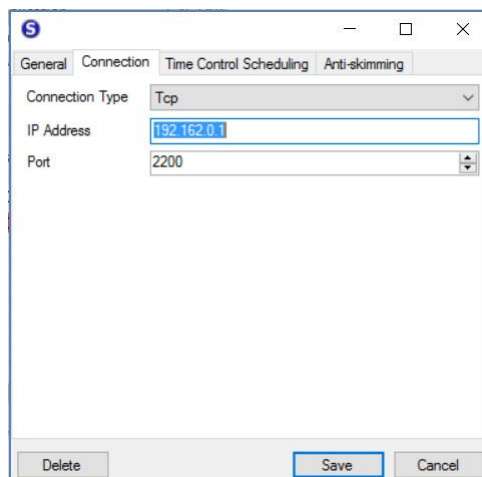 S
General Connection Time Control Scheduling Anti-skimming
Connection Type Tcp
IP Address 192.162.0.1
Port 2200
Delete Save Cancel